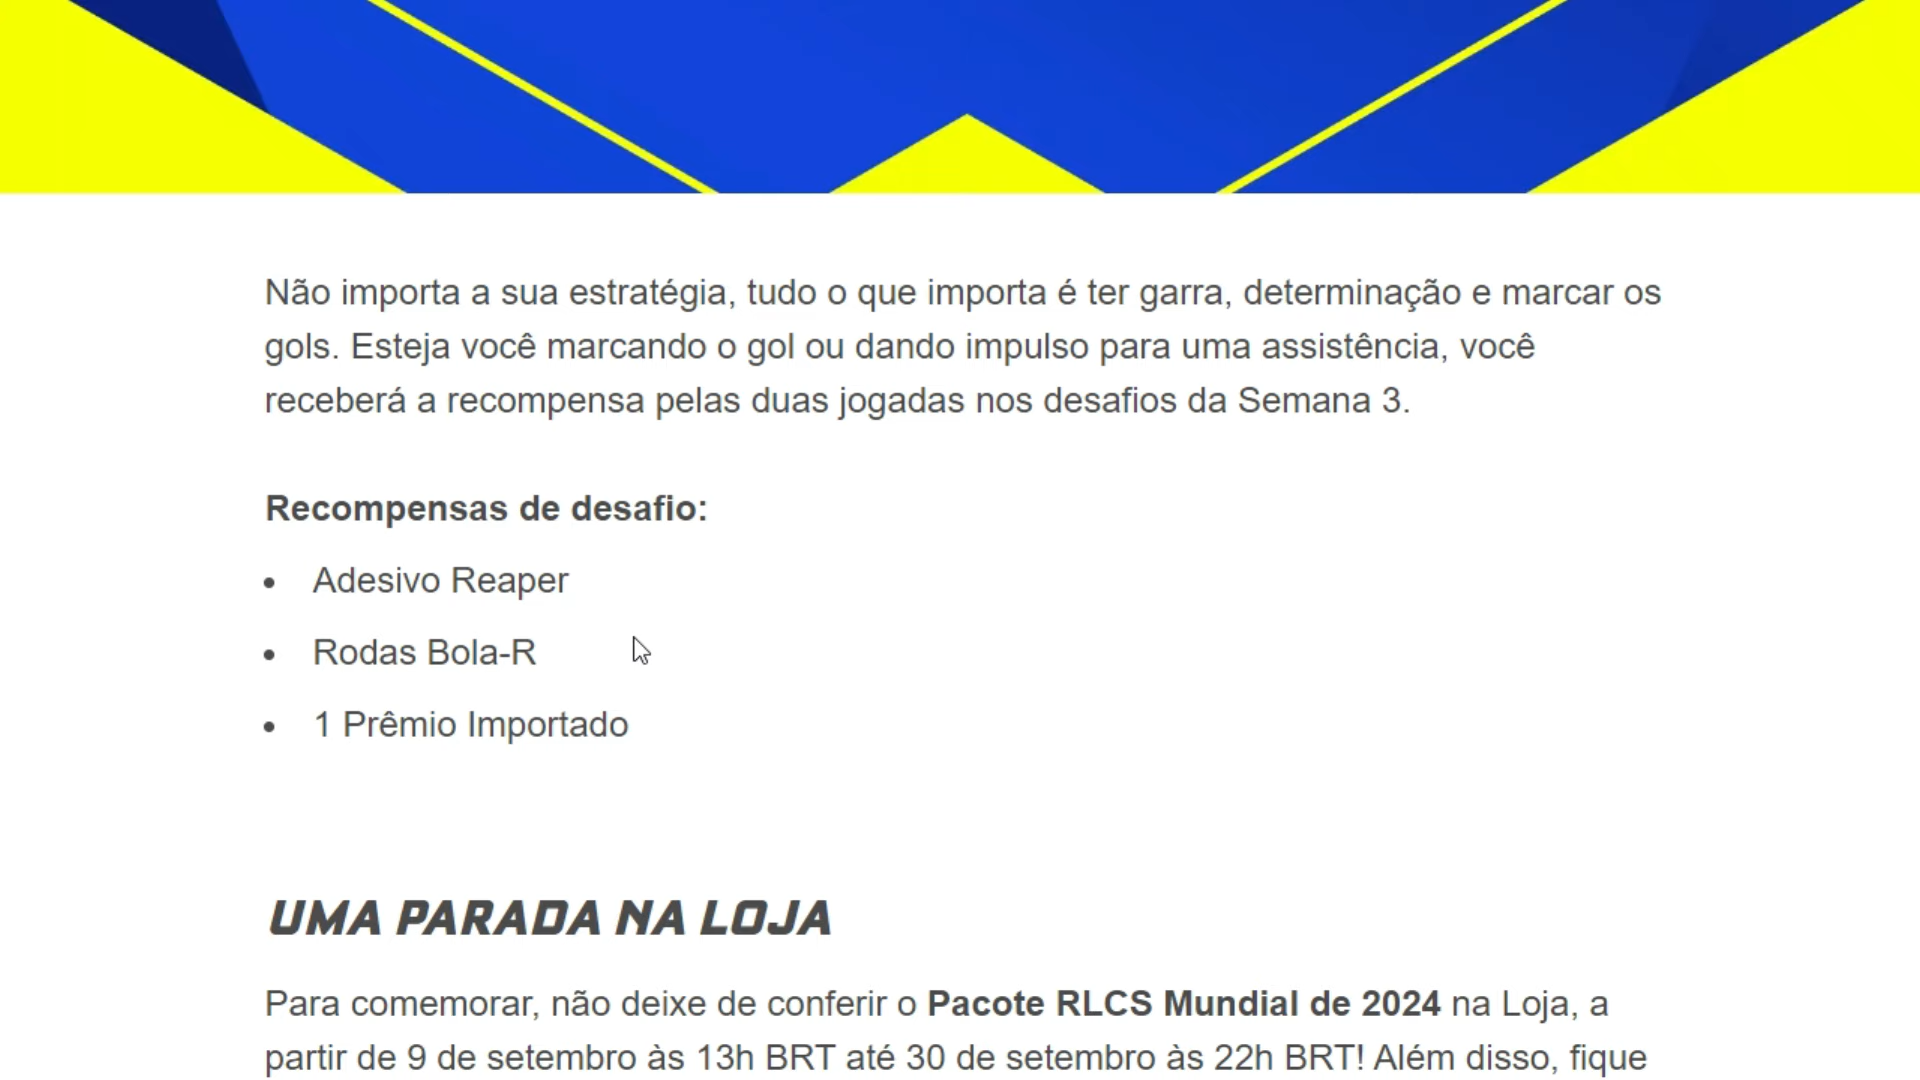 Não importa a sua estratégia, tudo o que importa é ter garra, determinação e marcar os
gols. Esteja você marcando o gol ou dando impulso para uma assistência, você
receberá a recompensa pelas duas jogadas nos desafios da Semana 3.
Recompensas de desafio:
• Adesivo Reaper
• Rodas Bola-R
• 1 Prêmio Importado
UMA PARADA NA LOJA
Para comemorar, não deixe de conferir o Pacote RLCS Mundial de 2024 na Loja, a
partir de 9 de setembro às 13h BRT até 30 de setembro às 22h BRT! Além disso, fique